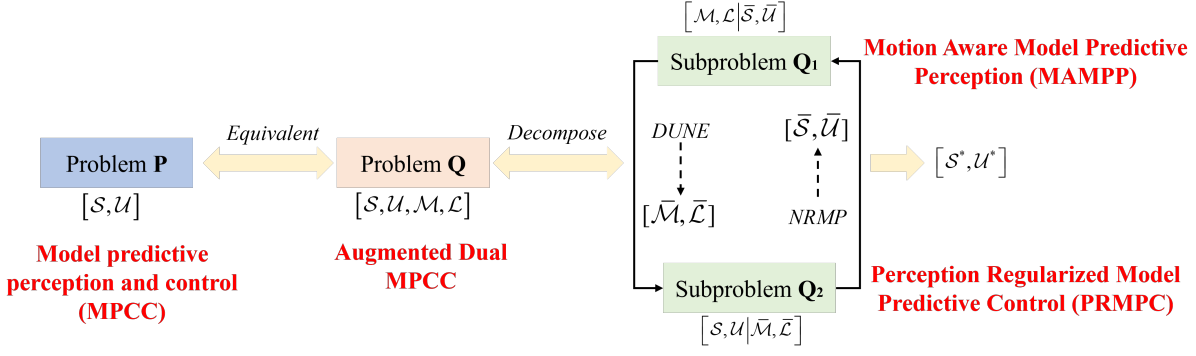 [𝓜, 𝓛|𝓢̄, 𝓤̄]
Subproblem Q₁
Motion Aware Model Predictive
Perception (MAMPP)
Equivalent
Decompose
DUNE
[𝓢̄, 𝓤̄]
Problem P
Problem Q
[𝓢*, 𝓤*]
[𝓢, 𝓤]
[𝓢, 𝓤, 𝓜, 𝓛]
[𝓜̄, 𝓛̄]
NRMP
Model predictive
perception and control
(MPCC)
Augmented Dual
MPCC
Subproblem Q₂
Perception Regularized Model
Predictive Control (PRMPC)
[𝓢, 𝓤|𝓜̄, 𝓛̄]